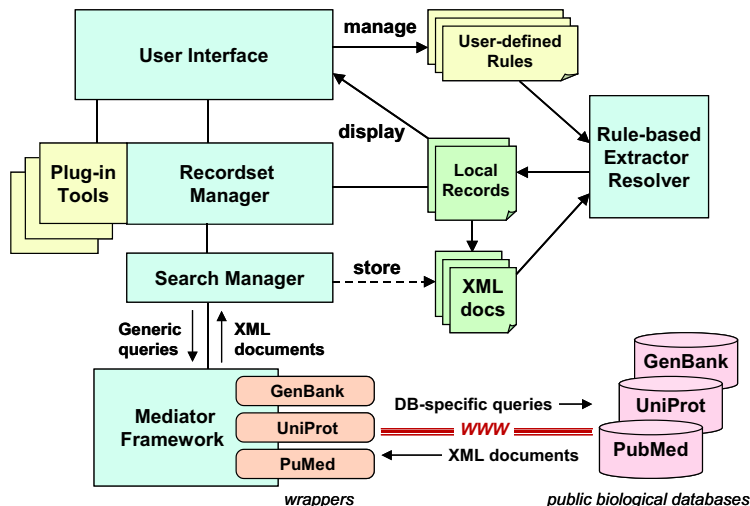 manage
User Interface
User-defined
Rules
display
Rule-based
Extractor
Resolver
Plug-in
Tools
Recordset
Manager
Local
Records
Search Manager
store
XML
docs
Generic
queries
XML
documents
GenBank
Mediator
Framework
GenBank
UniProt
PuMed
DB-specific queries
WWW
XML documents
UniProt
PubMed
wrappers
public biological databases